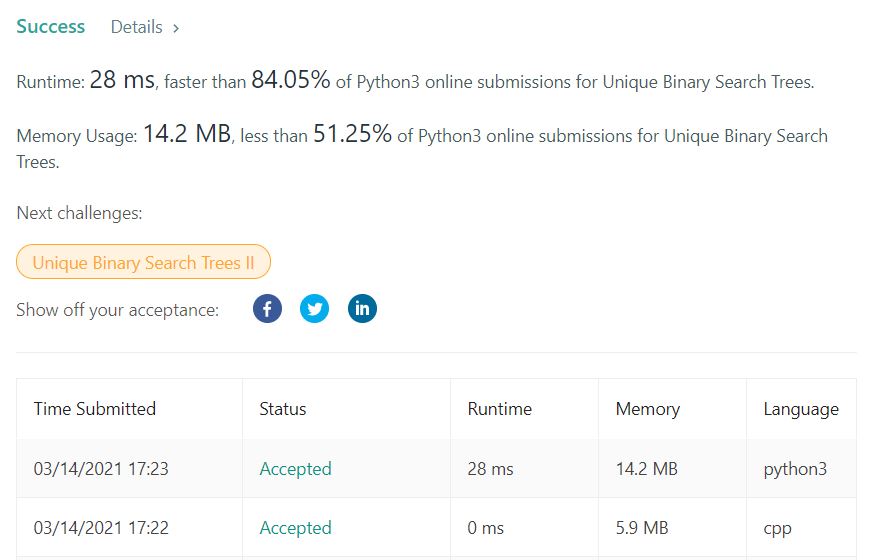 Success Details >
Runtime: 28 ms, faster than 84.05% of Python3 online submissions for Unique Binary Search Trees.
Memory Usage: 14.2 MB, less than 51.25% of Python3 online submissions for Unique Binary Search
Trees.
Next challenges:
Unique Binary Search Trees II
Show off your acceptance: f in
Time Submitted Status Runtime Memory Language
03/14/2021 17:23 Accepted 28 ms 14.2 MB python3
03/14/2021 17:22 Accepted 0 ms 5.9 MB cpp